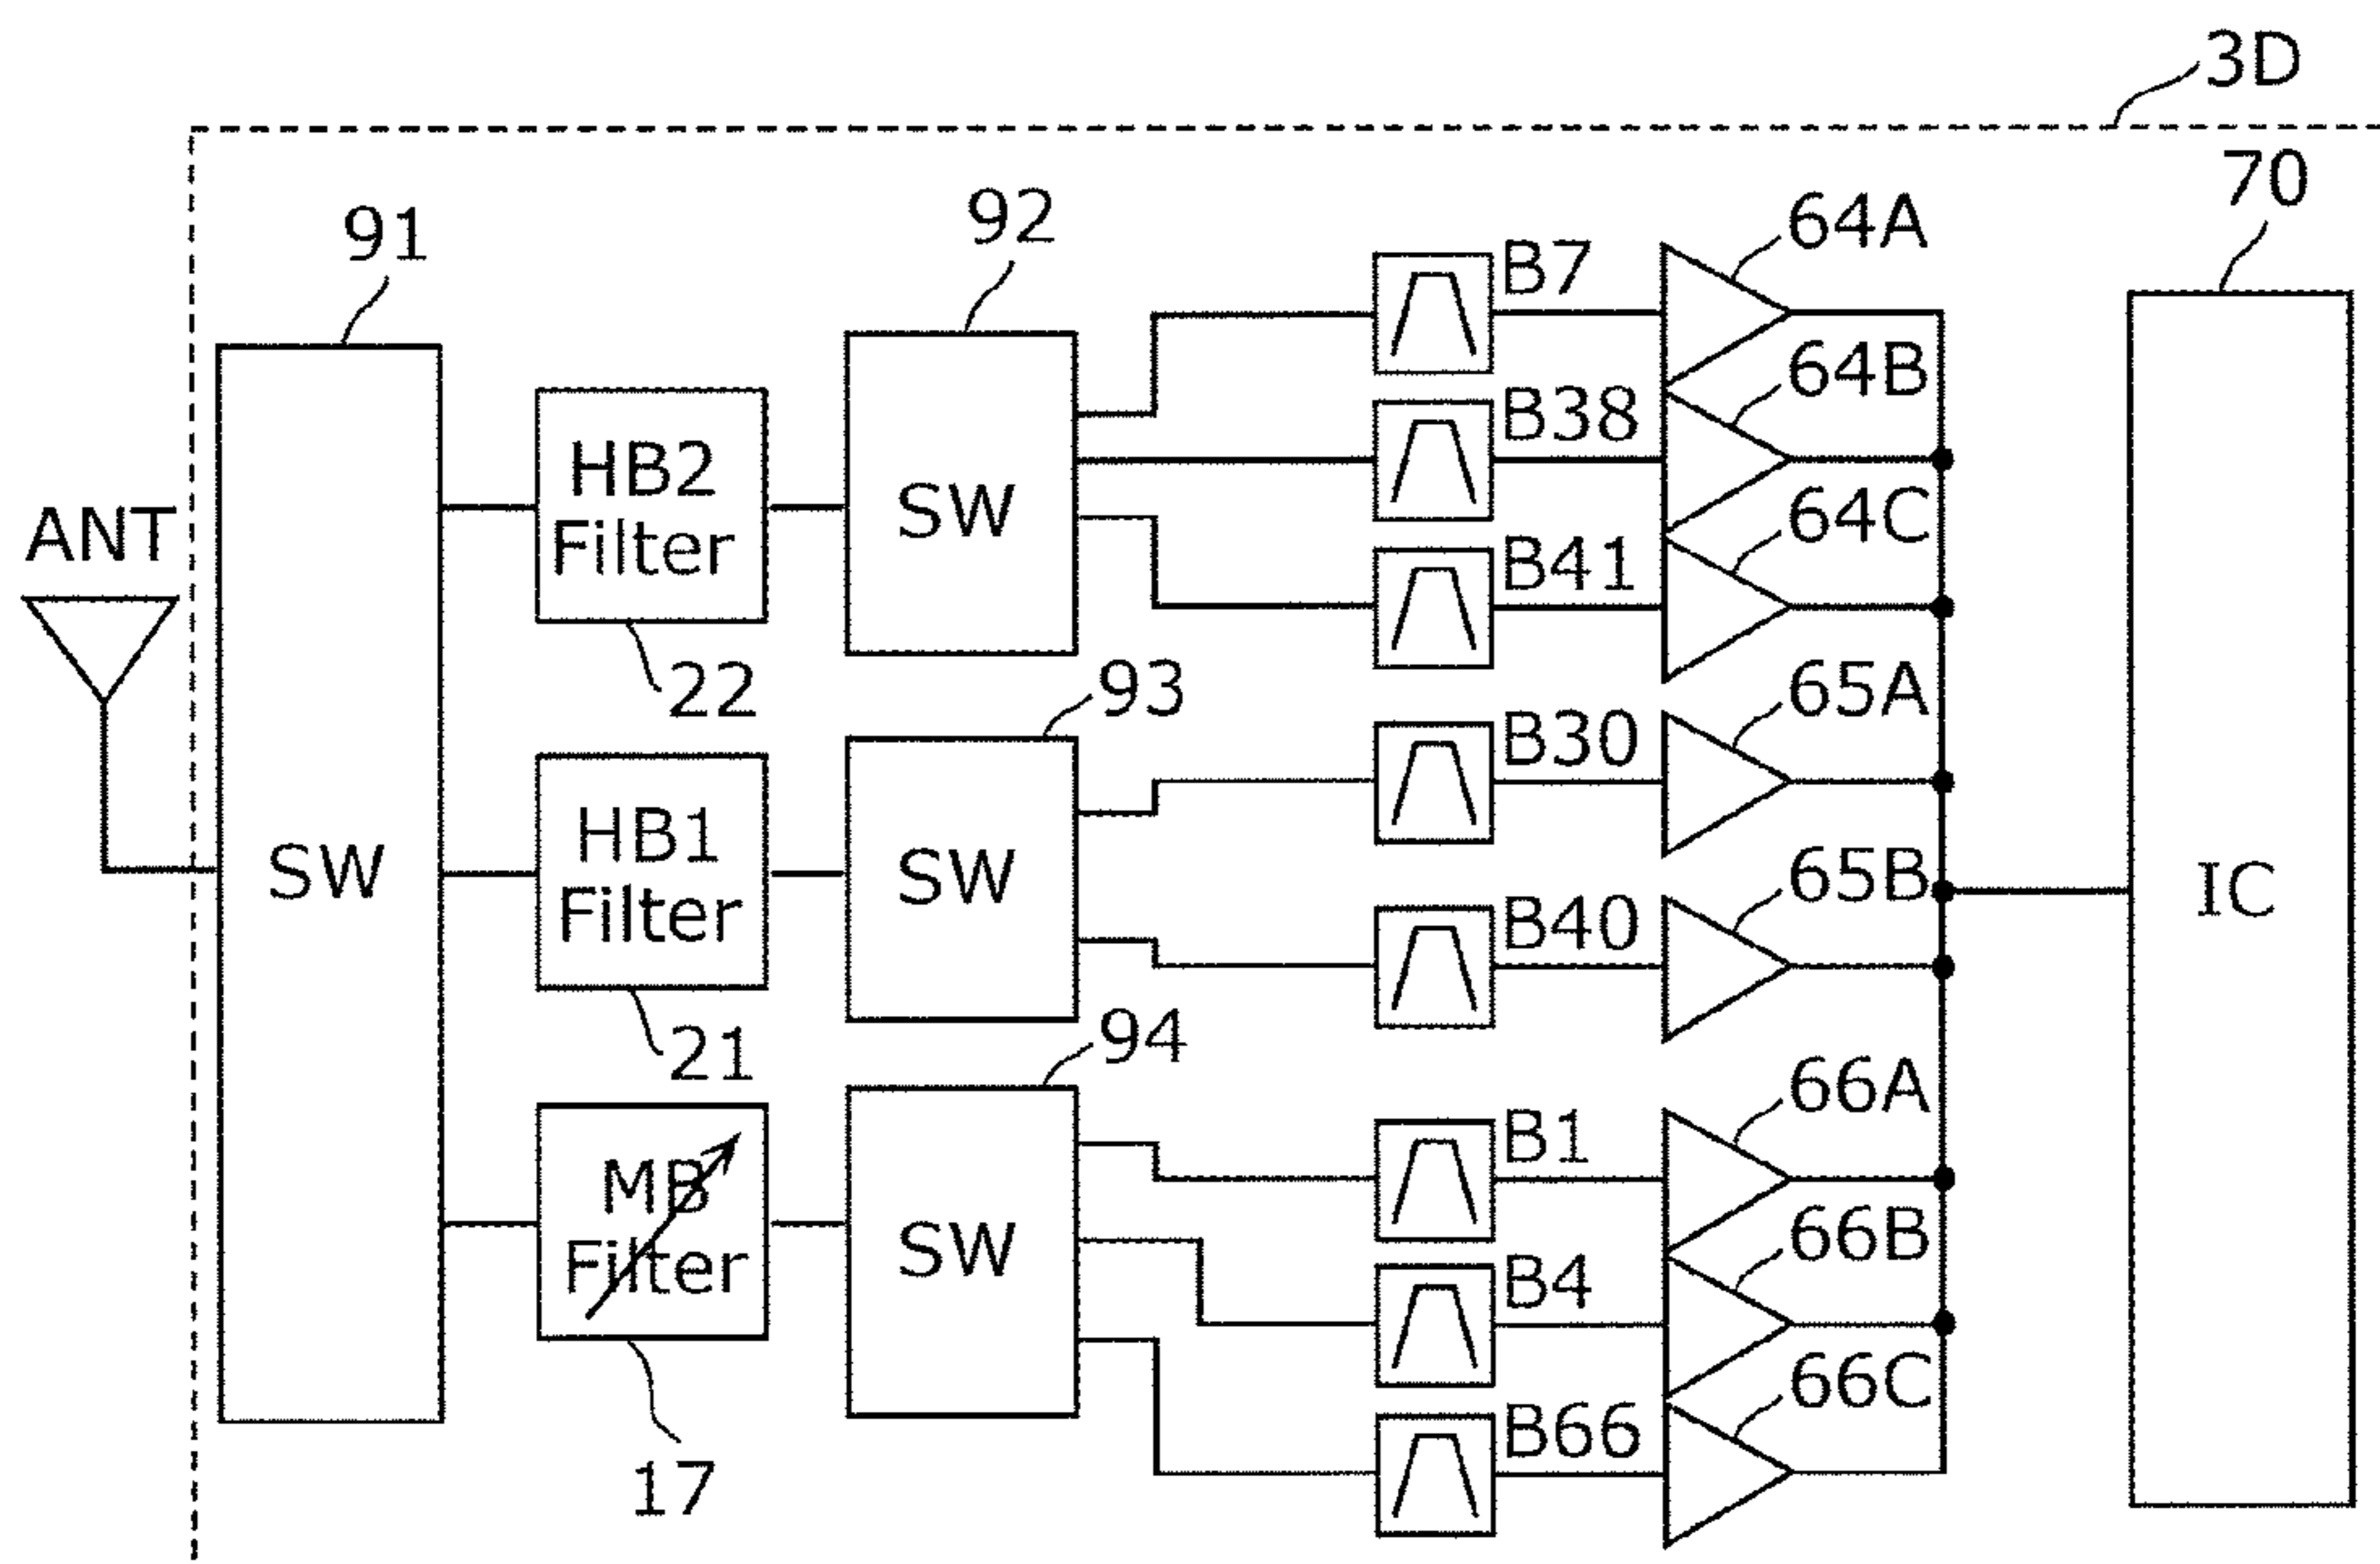 3D
70
91
92
64A
B7
64B
HB2
Filter
SW
B38
64C
ANT
B41
22
93
65A
B30
HB1
Filter
SW
SW
65B
IC
B40
21
94
66A
B1
MB
Filter
SW
66B
B4
66C
B66
17